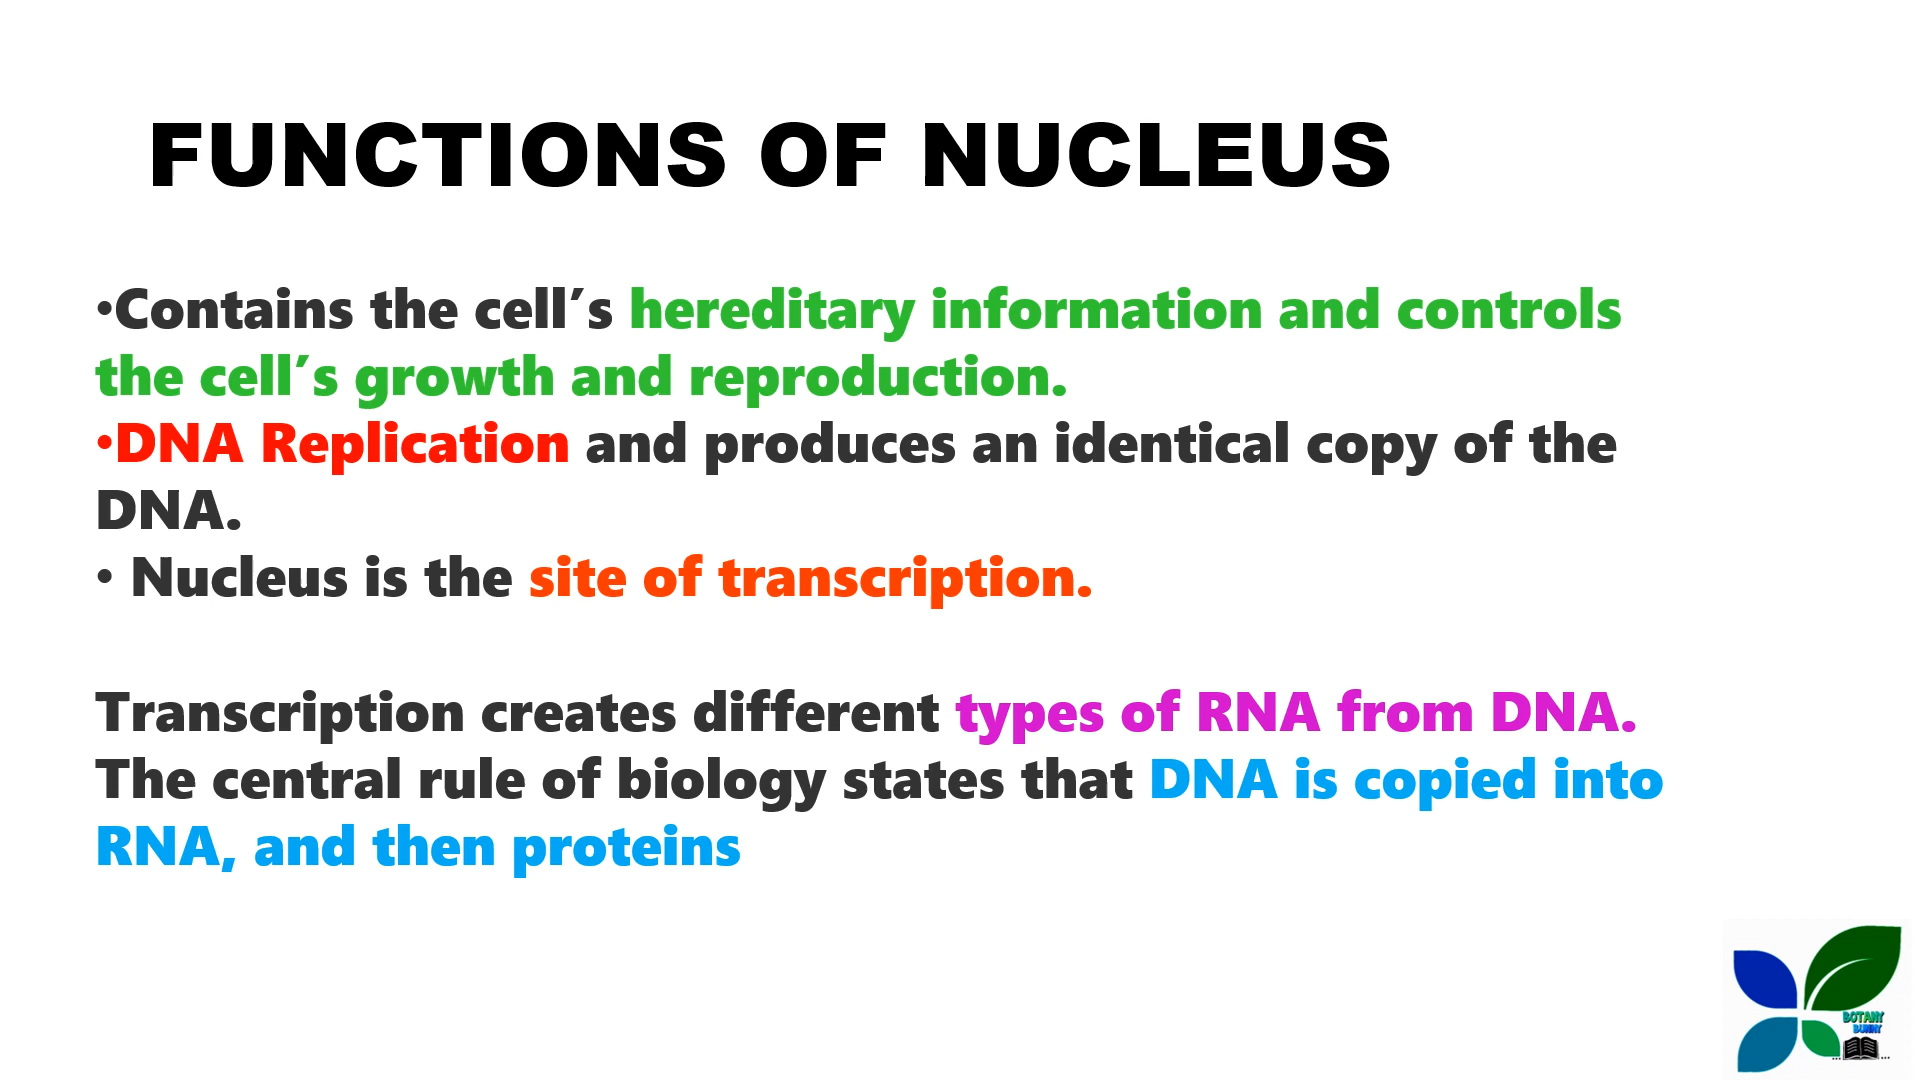 FUNCTIONS OF NUCLEUS
•Contains the cell’s hereditary information and controls
the cell’s growth and reproduction.
•DNA Replication and produces an identical copy of the
DNA.
• Nucleus is the site of transcription.
Transcription creates different types of RNA from DNA.
The central rule of biology states that DNA is copied into
RNA, and then proteins
BOTANY
BUNNY